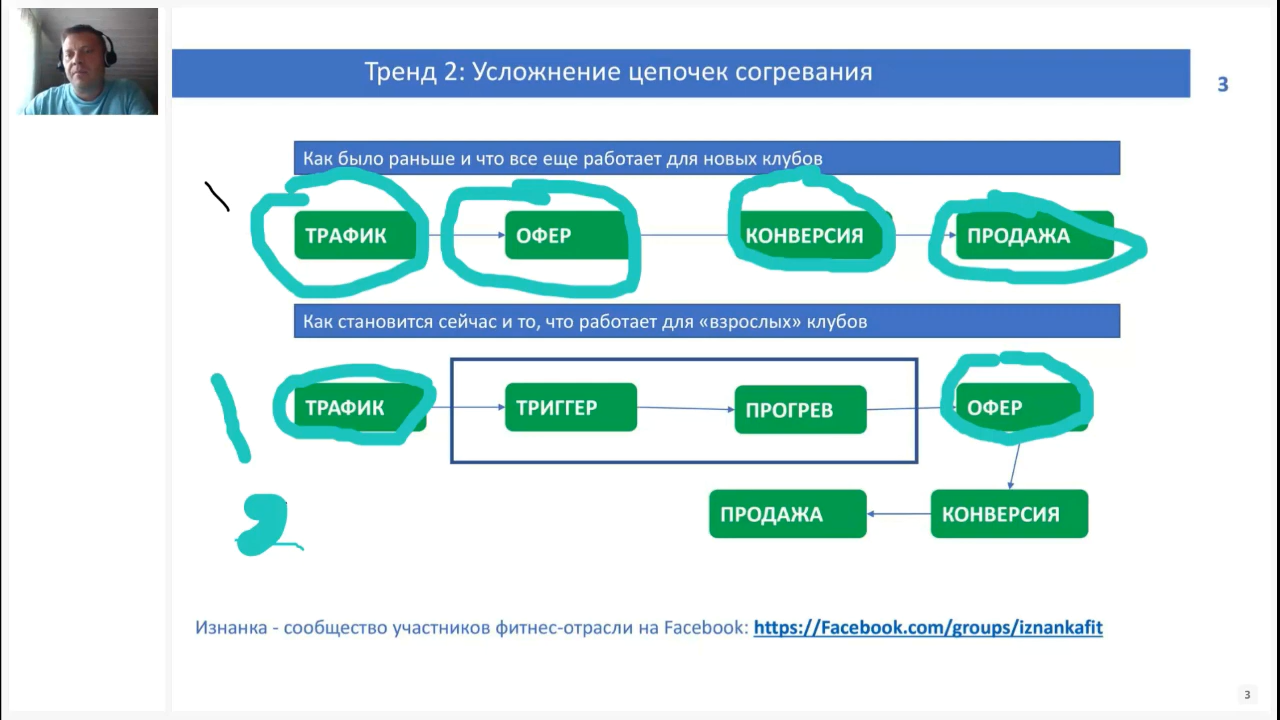 Тренд 2: Усложнение цепочек согревания
3
Как было раньше и что все еще работает для новых клубов
ТРАФИК
ОФЕР
КОНВЕРСИЯ
ПРОДАЖА
Как становится сейчас и то, что работает для «взрослых» клубов
ТРАФИК
ТРИГГЕР
ПРОГРЕВ
ОФЕР
ПРОДАЖА
КОНВЕРСИЯ
Изнанка - сообщество участников фитнес-отрасли на Facebook: https://Facebook.com/groups/iznankafit
3